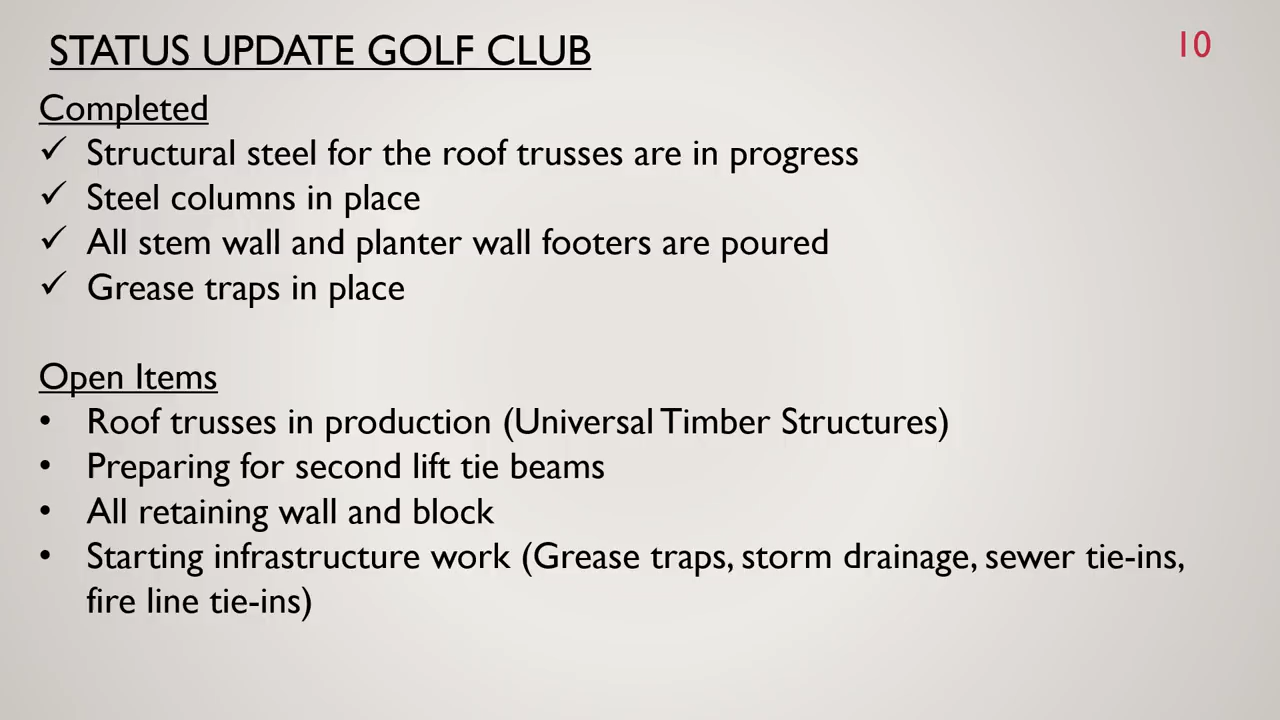 STATUS UPDATE GOLF CLUB
10
Completed
✓ Structural steel for the roof trusses are in progress
✓ Steel columns in place
✓ All stem wall and planter wall footers are poured
✓ Grease traps in place
Open Items
• Roof trusses in production (Universal Timber Structures)
• Preparing for second lift tie beams
• All retaining wall and block
• Starting infrastructure work (Grease traps, storm drainage, sewer tie-ins,
fire line tie-ins)